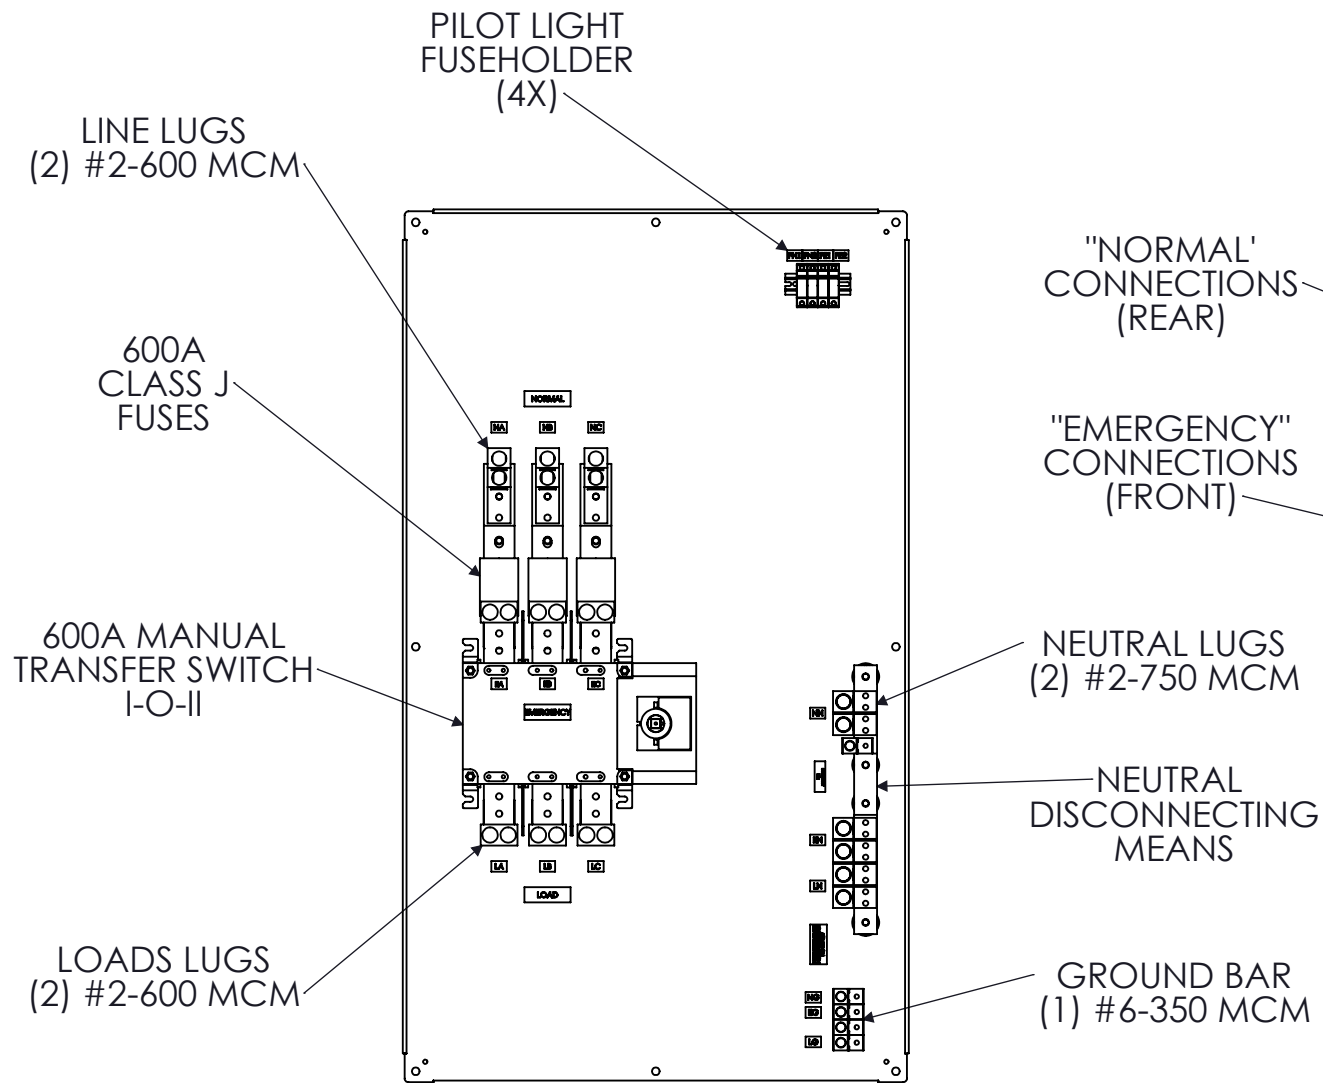 PILOT LIGHT
FUSEHOLDER
(4X)
LINE LUGS
(2) #2-600 MCM
"NORMAL'
CONNECTIONS
(REAR)
600A
CLASS J
FUSES
"EMERGENCY"
CONNECTIONS
(FRONT)
NORMAL
NA NB NC
600A MANUAL
TRANSFER SWITCH
I-O-II
EA EB EC
EMERGENCY
NEUTRAL LUGS
(2) #2-750 MCM
NN
NEUTRAL
DISCONNECTING
MEANS
EN
LN
LA LB LC
LOAD
LOADS LUGS
(2) #2-600 MCM
GROUND BAR
(1) #6-350 MCM
NG
EG
LG